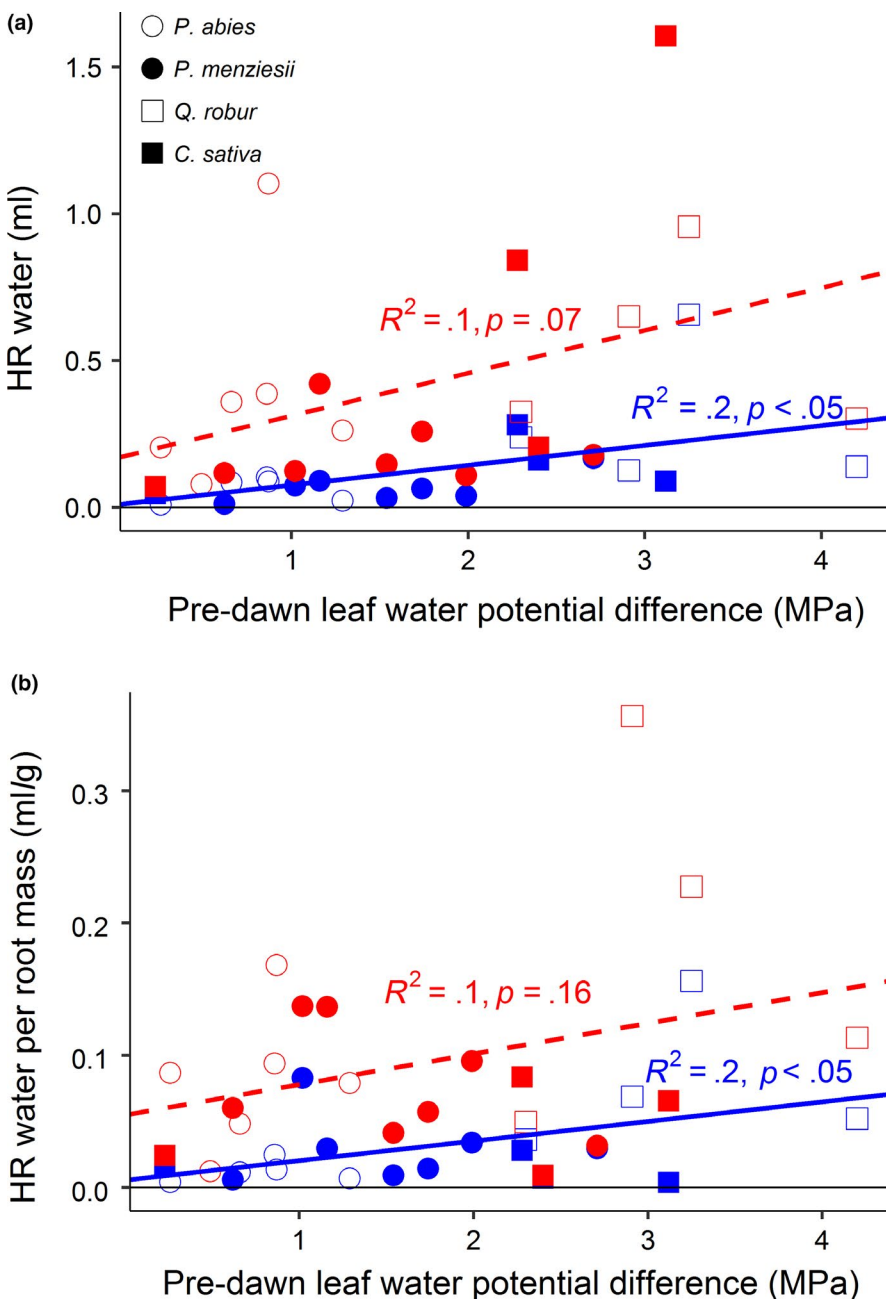 (a)
P. abies
P. menziesii
Q. robur
C. sativa
1.5
1.0
0.5
0.0
HR water (ml)
R² = .1, p = .07
R² = .2, p < .05
1 2 3 4
Pre-dawn leaf water potential difference (MPa)
(b)
0.3
0.2
0.1
0.0
HR water per root mass (ml/g)
R² = .1, p = .16
R² = .2, p < .05
1 2 3 4
Pre-dawn leaf water potential difference (MPa)